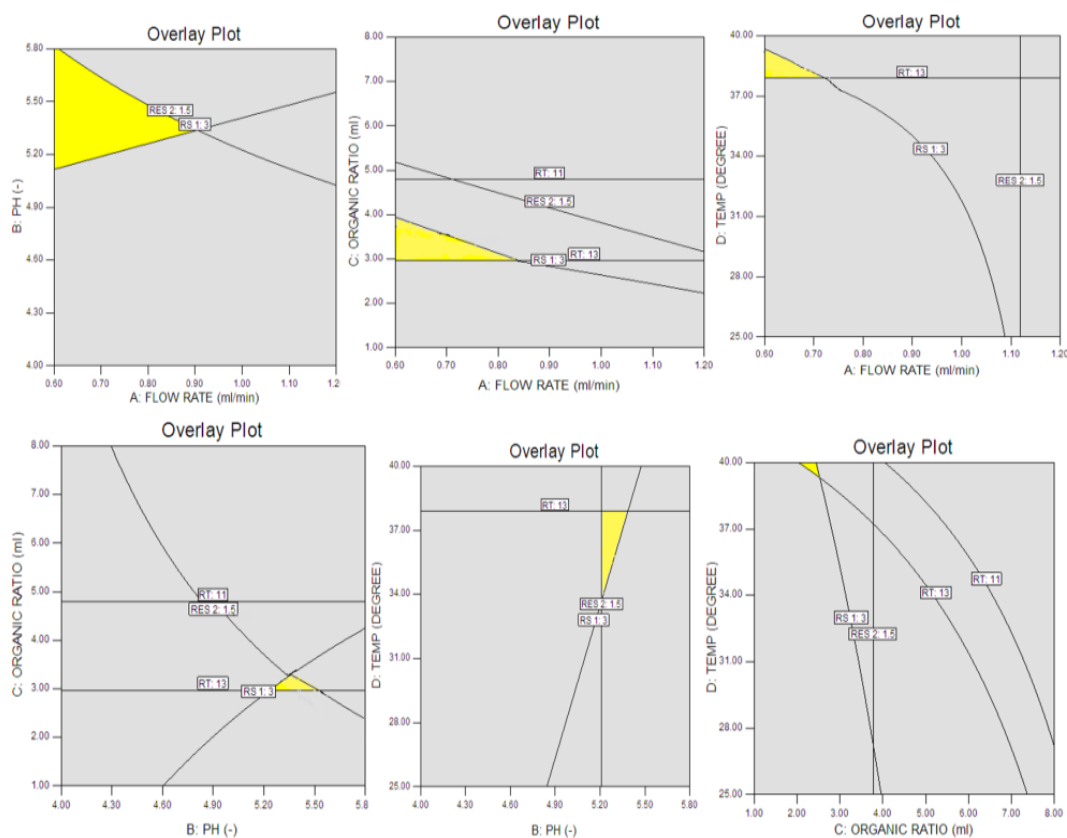 Overlay Plot
5.80
5.50
5.20
4.90
4.60
4.30
4.00
B: PH (-)
RES 2: 1.5
RS 1: 3
0.60 0.70 0.80 0.90 1.00 1.10 1.20
A: FLOW RATE (ml/min)
Overlay Plot
8.00
7.00
6.00
5.00
4.00
3.00
2.00
1.00
C: ORGANIC RATIO (ml)
RT: 11
RES 2: 1.5
RT: 13
RS 1: 3
0.60 0.70 0.80 0.90 1.00 1.10 1.20
A: FLOW RATE (ml/min)
Overlay Plot
40.00
37.00
34.00
31.00
28.00
25.00
D: TEMP (DEGREE)
RT: 13
RS 1: 3
RES 2: 1.5
0.60 0.70 0.80 0.90 1.00 1.10 1.20
A: FLOW RATE (ml/min)
Overlay Plot
8.00
7.00
6.00
5.00
4.00
3.00
2.00
1.00
C: ORGANIC RATIO (ml)
RT: 11
RES 2: 1.5
RT: 13
RS 1: 3
4.00 4.30 4.60 4.90 5.20 5.50 5.8
B: PH (-)
Overlay Plot
40.00
37.00
34.00
31.00
28.00
25.00
D: TEMP (DEGREE)
RT: 13
RES 2: 1.5
RS 1: 3
4.00 4.30 4.60 4.90 5.20 5.50 5.80
B: PH (-)
Overlay Plot
40.00
37.00
34.00
31.00
28.00
25.00
D: TEMP (DEGREE)
RT: 11
RT: 13
RS 1: 3
RES 2: 1.5
1.00 2.00 3.00 4.00 5.00 6.00 7.00 8.00
C: ORGANIC RATIO (ml)